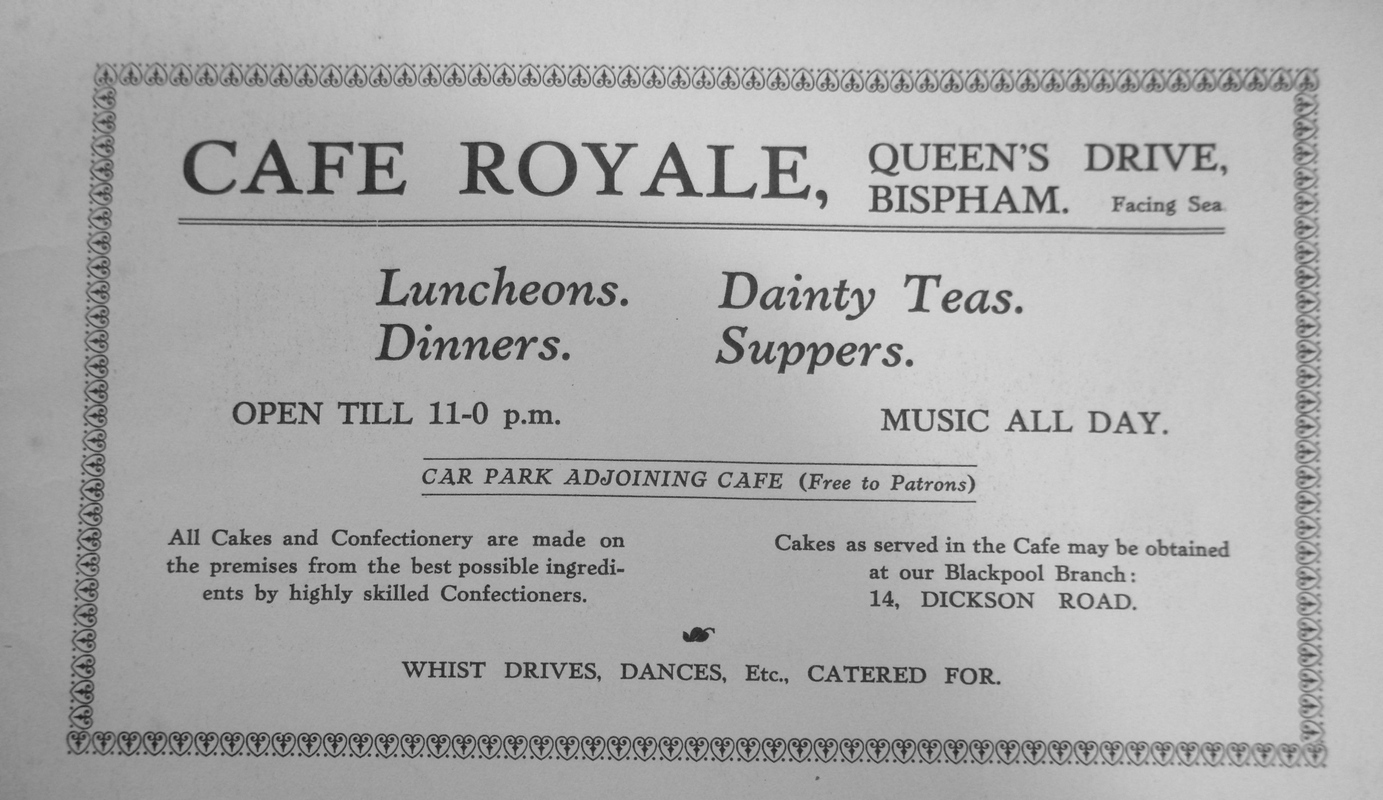 CAFE ROYALE, QUEEN'S DRIVE,
BISPHAM. Facing Sea
Luncheons. Dainty Teas.
Dinners. Suppers.
OPEN TILL 11-0 p.m. MUSIC ALL DAY.
CAR PARK ADJOINING CAFE (Free to Patrons)
All Cakes and Confectionery are made on
the premises from the best possible ingredi-
ents by highly skilled Confectioners.
Cakes as served in the Cafe may be obtained
at our Blackpool Branch:
14, DICKSON ROAD.
WHIST DRIVES, DANCES, Etc., CATERED FOR.